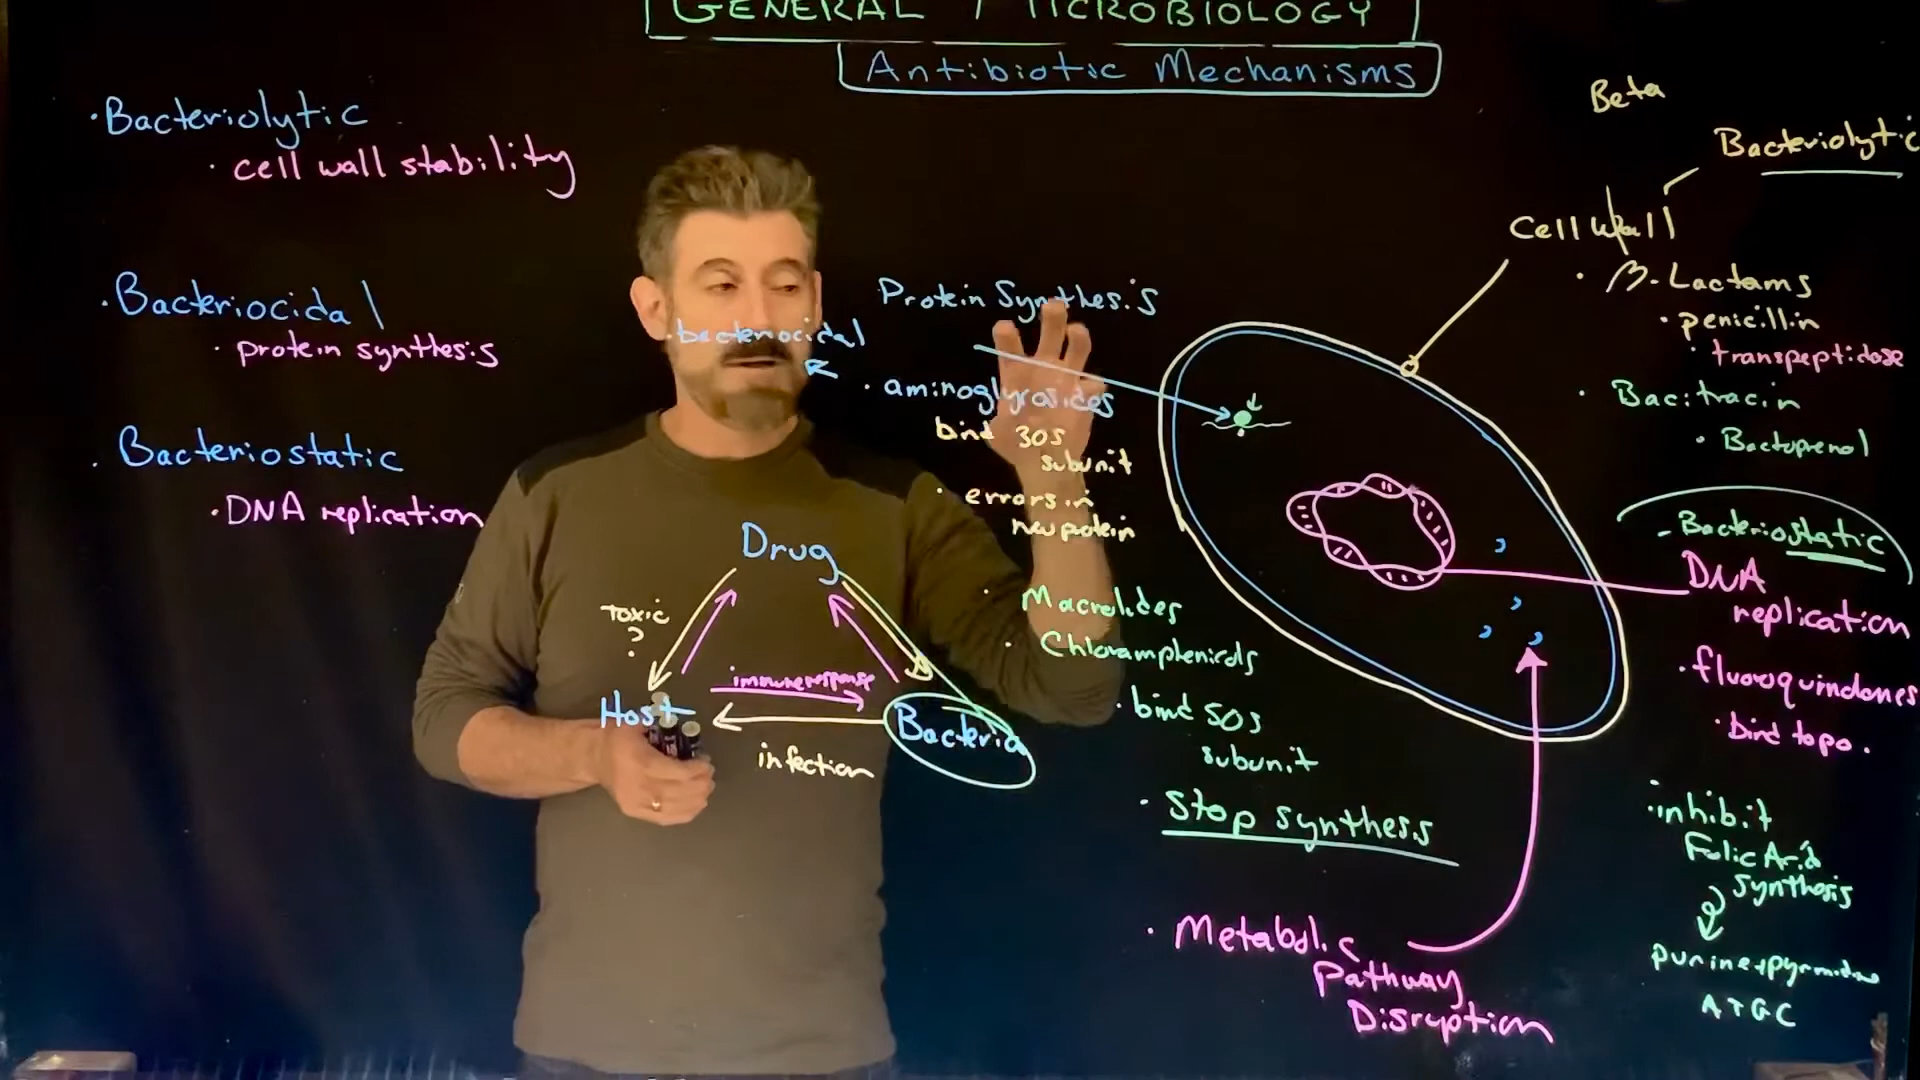 GENERAL MICROBIOLOGY
Antibiotic Mechanisms
• Bacteriolytic
• cell wall stability
• Bacteriocidal
• protein synthesis
• Bacteriostatic
• DNA replication
Drug
Toxic
?
Host
immune response
Bacteria
infection
Protein Synthesis
• bacteriocidal
• aminoglycosides
bind 30s
subunit
• errors in
new protein
• Macrolides
• Chloramphenicols
• bind 50s
subunit
• Stop synthesis
• Metabolic
Pathway
Disruption
Beta
Bacteriolytic
Cell Wall
• β-Lactams
• penicillin
• transpeptidase
• Bacitracin
• Bactoprenol
- Bacteriostatic
DNA
replication
• fluoroquinolones
• bind topo.
• inhibit
Folic Acid
Synthesis
purine + pyrimidine
ATGC